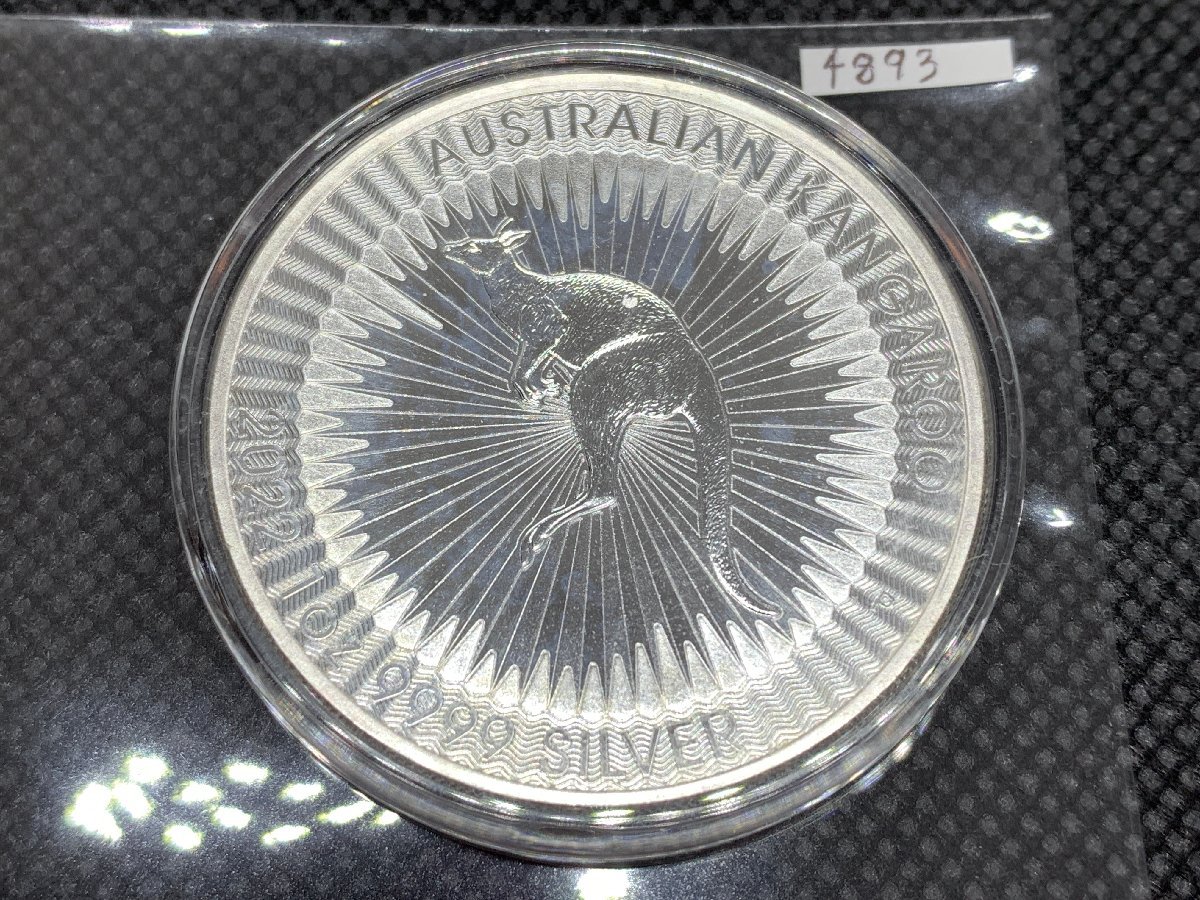 4893
AUSTRALIAN KANGAROO
2022 1oz 9999 SILVER